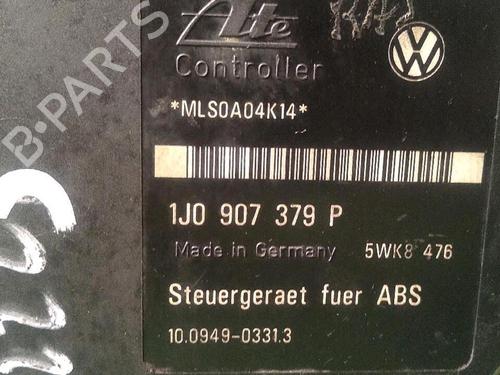 Ate
Controller
*MLS0A04K14*
1J0 907 379 P
Made in Germany 5WK8 476
Steuergeraet fuer ABS
10.0949-0331.3
B-PARTS